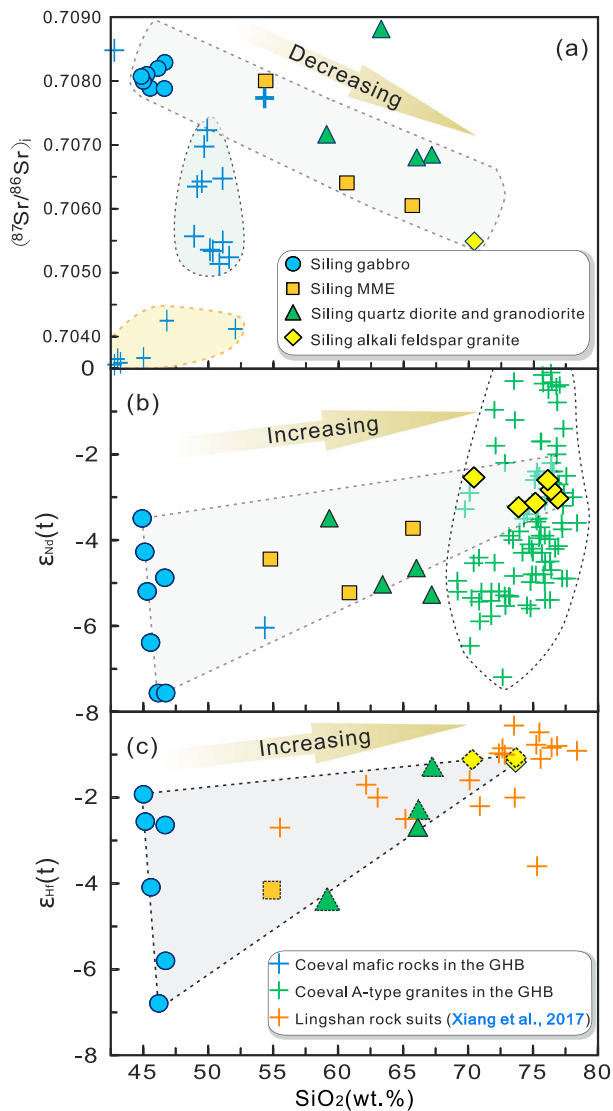 0.7090
(a)
Decreasing
0.7080
0.7070
(⁸⁷Sr/⁸⁶Sr)i
0.7060
0.7050
0.7040
Siling gabbro
Siling MME
Siling quartz diorite and granodiorite
Siling alkali feldspar granite
0
(b)
Increasing
-2
εNd(t)
-4
-6
-8
(c)
Increasing
-2
εHf(t)
-4
-6
-8
Coeval mafic rocks in the GHB
Coeval A-type granites in the GHB
Lingshan rock suits (Xiang et al., 2017)
45 50 55 60 65 70 75 80
SiO₂(wt.%)